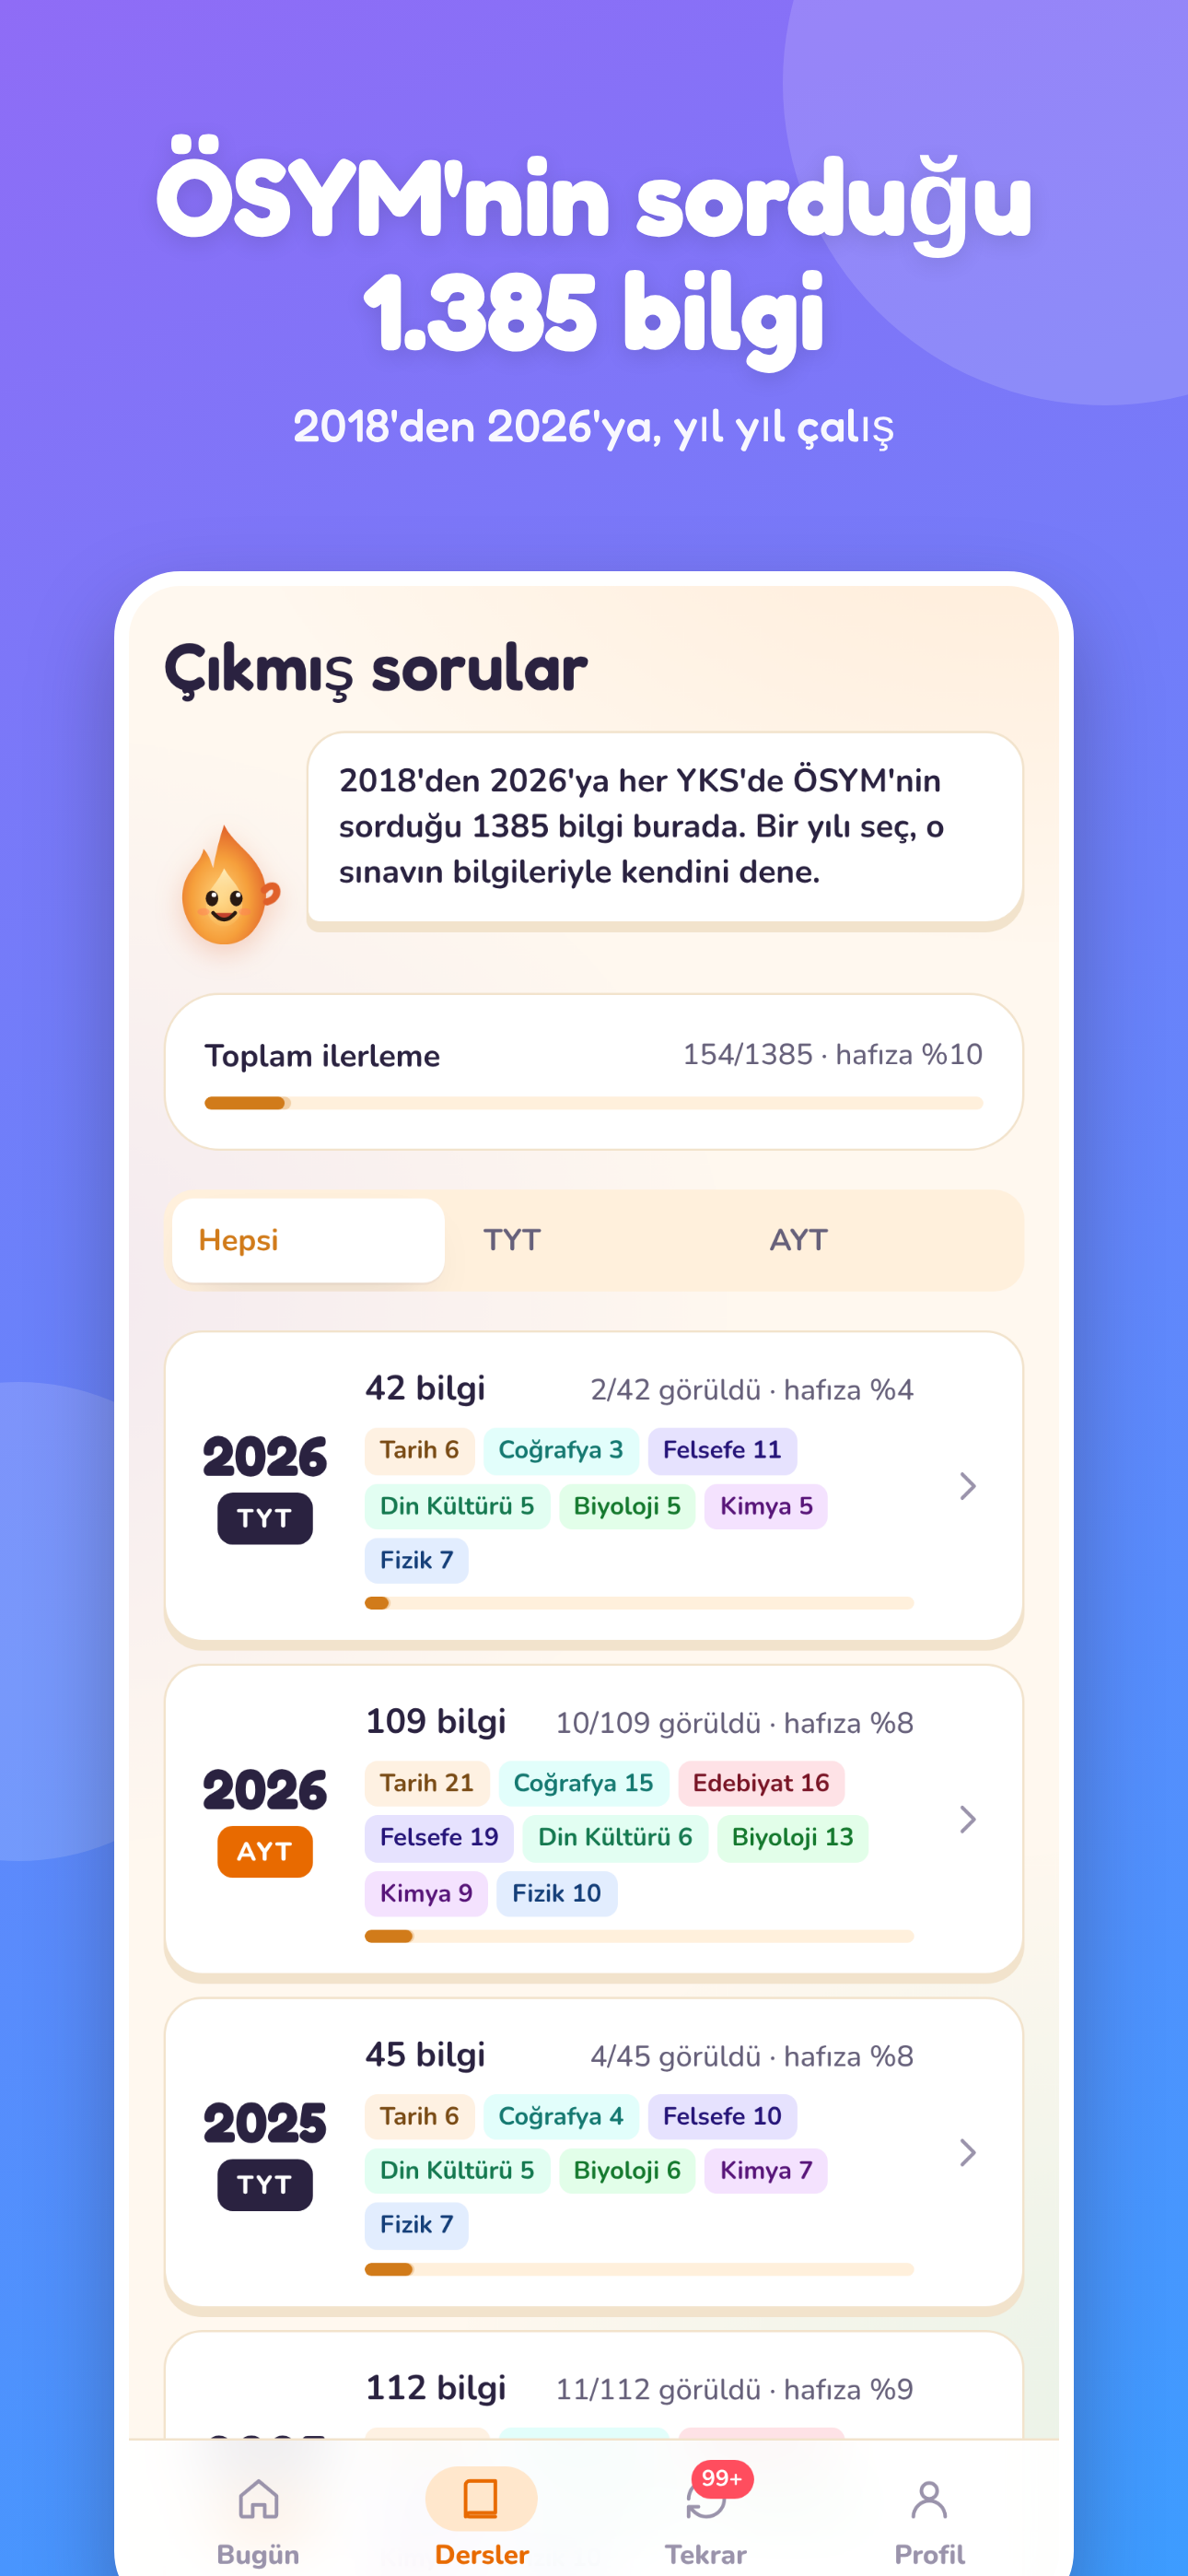 ÖSYM'nin sorduğu
1.385 bilgi
2018'den 2026'ya, yıl yıl çalış
Çıkmış sorular
2018'den 2026'ya her YKS'de ÖSYM'nin
sorduğu 1385 bilgi burada. Bir yılı seç, o
sınavın bilgileriyle kendini dene.
Toplam ilerleme 154/1385 · hafıza %10
Hepsi TYT AYT
42 bilgi 2/42 görüldü · hafıza %4
2026
TYT
Tarih 6 Coğrafya 3 Felsefe 11
Din Kültürü 5 Biyoloji 5 Kimya 5
Fizik 7
109 bilgi 10/109 görüldü · hafıza %8
2026
AYT
Tarih 21 Coğrafya 15 Edebiyat 16
Felsefe 19 Din Kültürü 6 Biyoloji 13
Kimya 9 Fizik 10
45 bilgi 4/45 görüldü · hafıza %8
2025
TYT
Tarih 6 Coğrafya 4 Felsefe 10
Din Kültürü 5 Biyoloji 6 Kimya 7
Fizik 7
112 bilgi 11/112 görüldü · hafıza %9
99+
Bugün Dersler Tekrar Profil